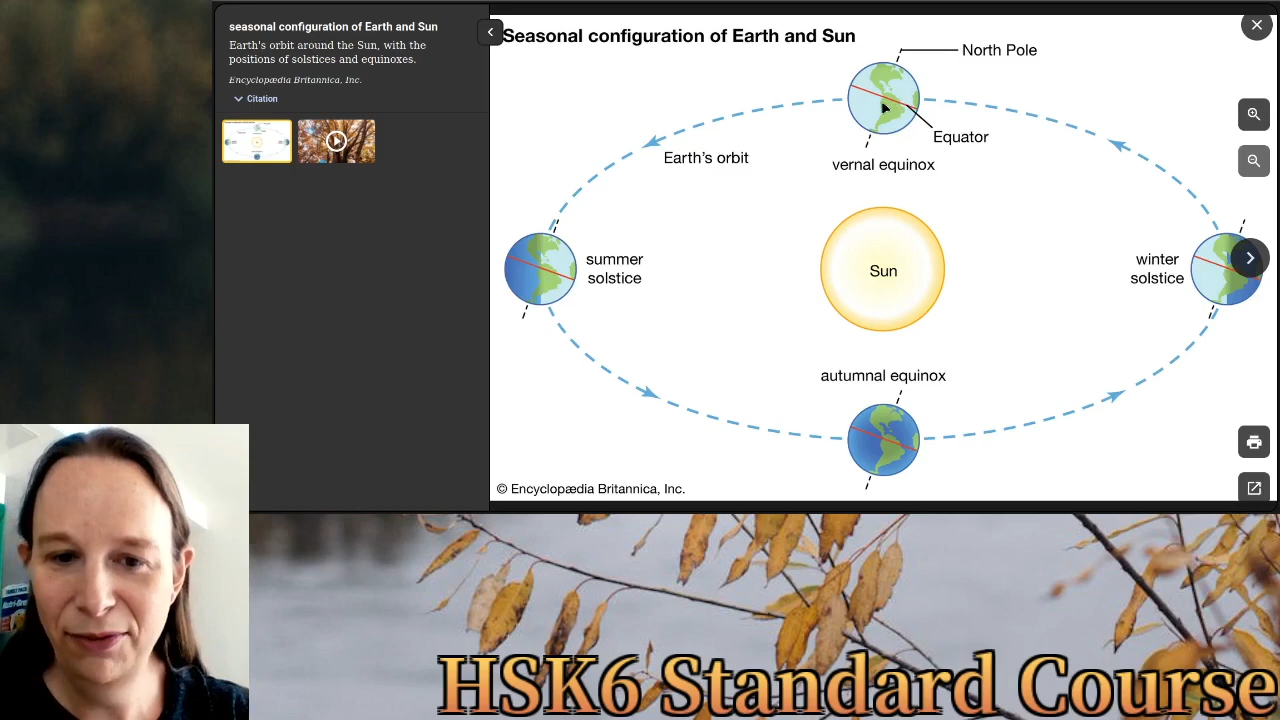 seasonal configuration of Earth and Sun
Earth's orbit around the Sun, with the
positions of solstices and equinoxes.
Encyclopædia Britannica, Inc.
Citation
Seasonal configuration of Earth and Sun
North Pole
Equator
vernal equinox
Earth's orbit
summer
solstice
Sun
winter
solstice
autumnal equinox
© Encyclopædia Britannica, Inc.
HSK6 Standard Course